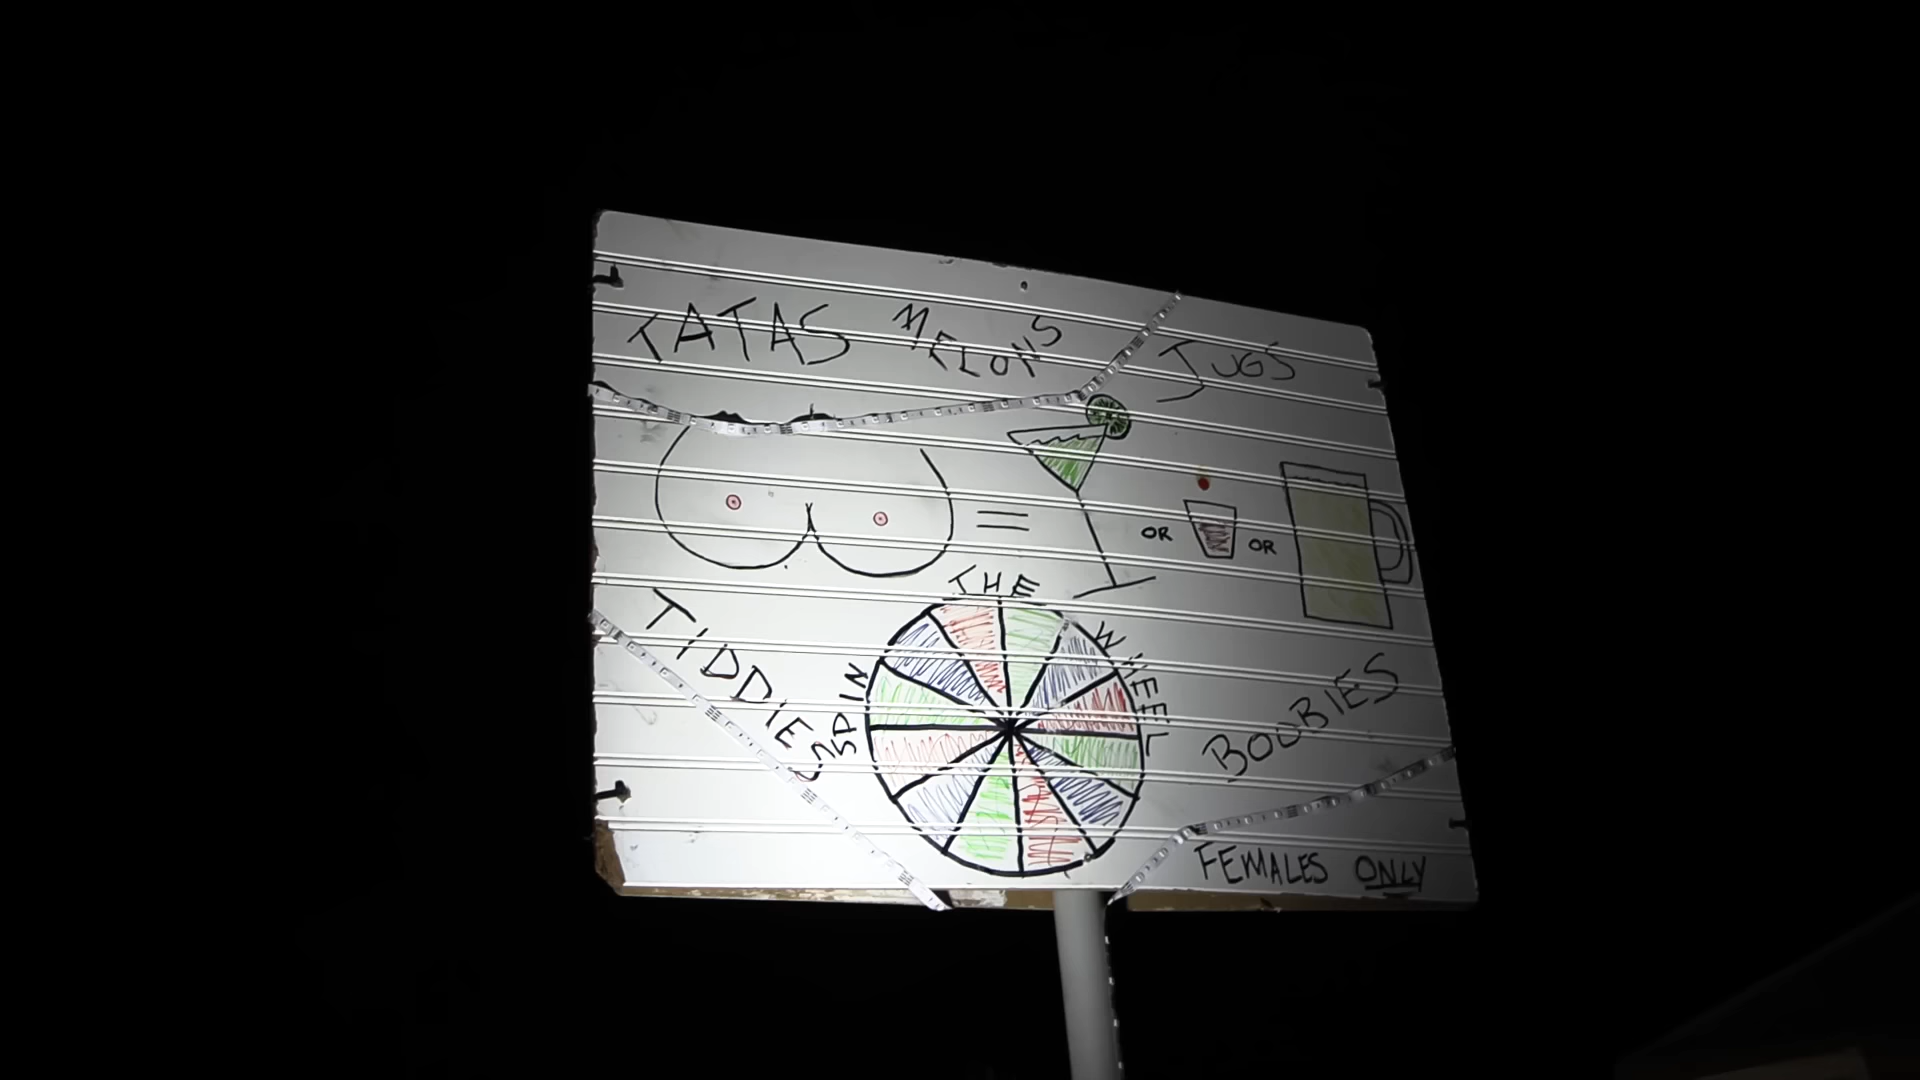 TATAS MELONS JUGS
= OR OR
TIDDIES
SPIN THE WHEEL
BOOBIES
FEMALES ONLY